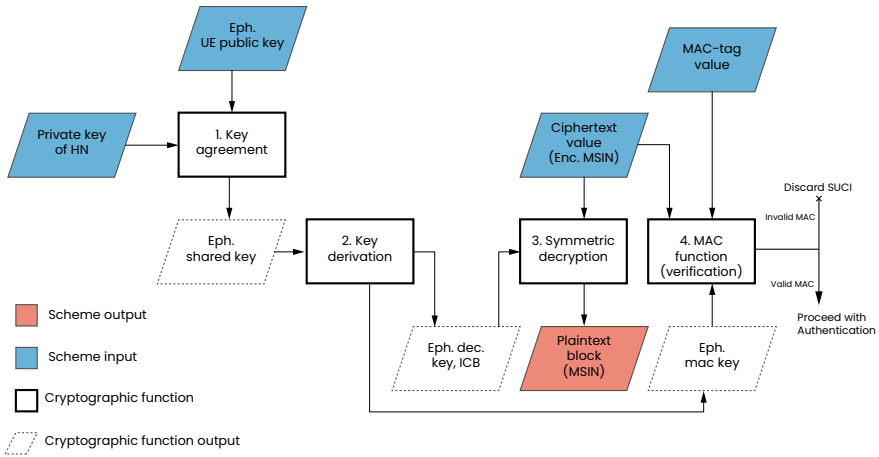 Eph.
UE public key
MAC-tag
value
Private key
of HN
1. Key
agreement
Ciphertext
value
(Enc. MSIN)
Discard SUCI
Invalid MAC
Eph.
shared key
2. Key
derivation
3. Symmetric
decryption
4. MAC
function
(verification)
Valid MAC
Proceed with
Authentication
Scheme output
Scheme input
Eph. dec.
key, ICB
Plaintext
block
(MSIN)
Eph.
mac key
Cryptographic function
Cryptographic function output